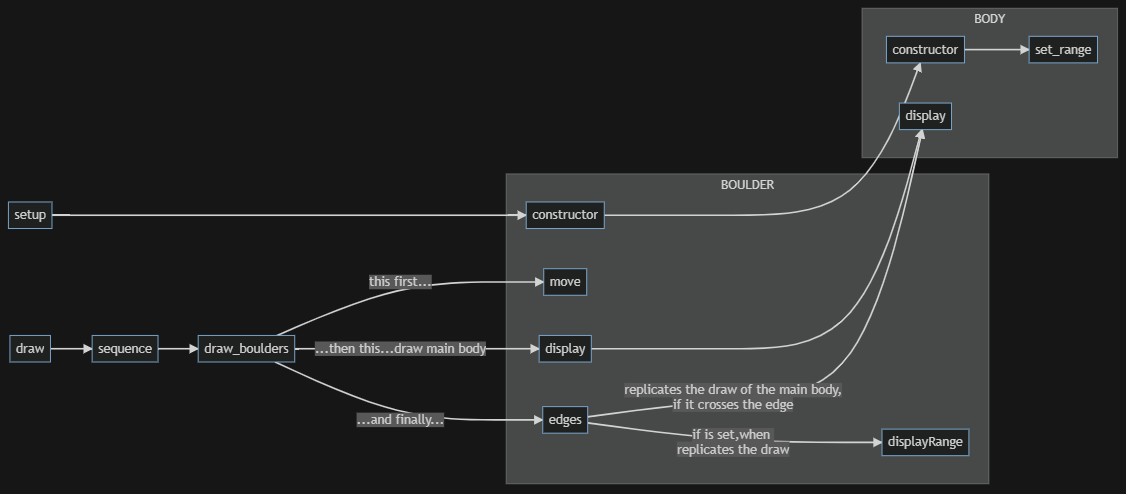 BODY
constructor
set_range
display
BOULDER
setup
constructor
this first...
move
draw
sequence
draw_boulders
...then this...draw main body
display
replicates the draw of the main body,
if it crosses the edge
...and finally...
edges
if is set,when
replicates the draw
displayRange